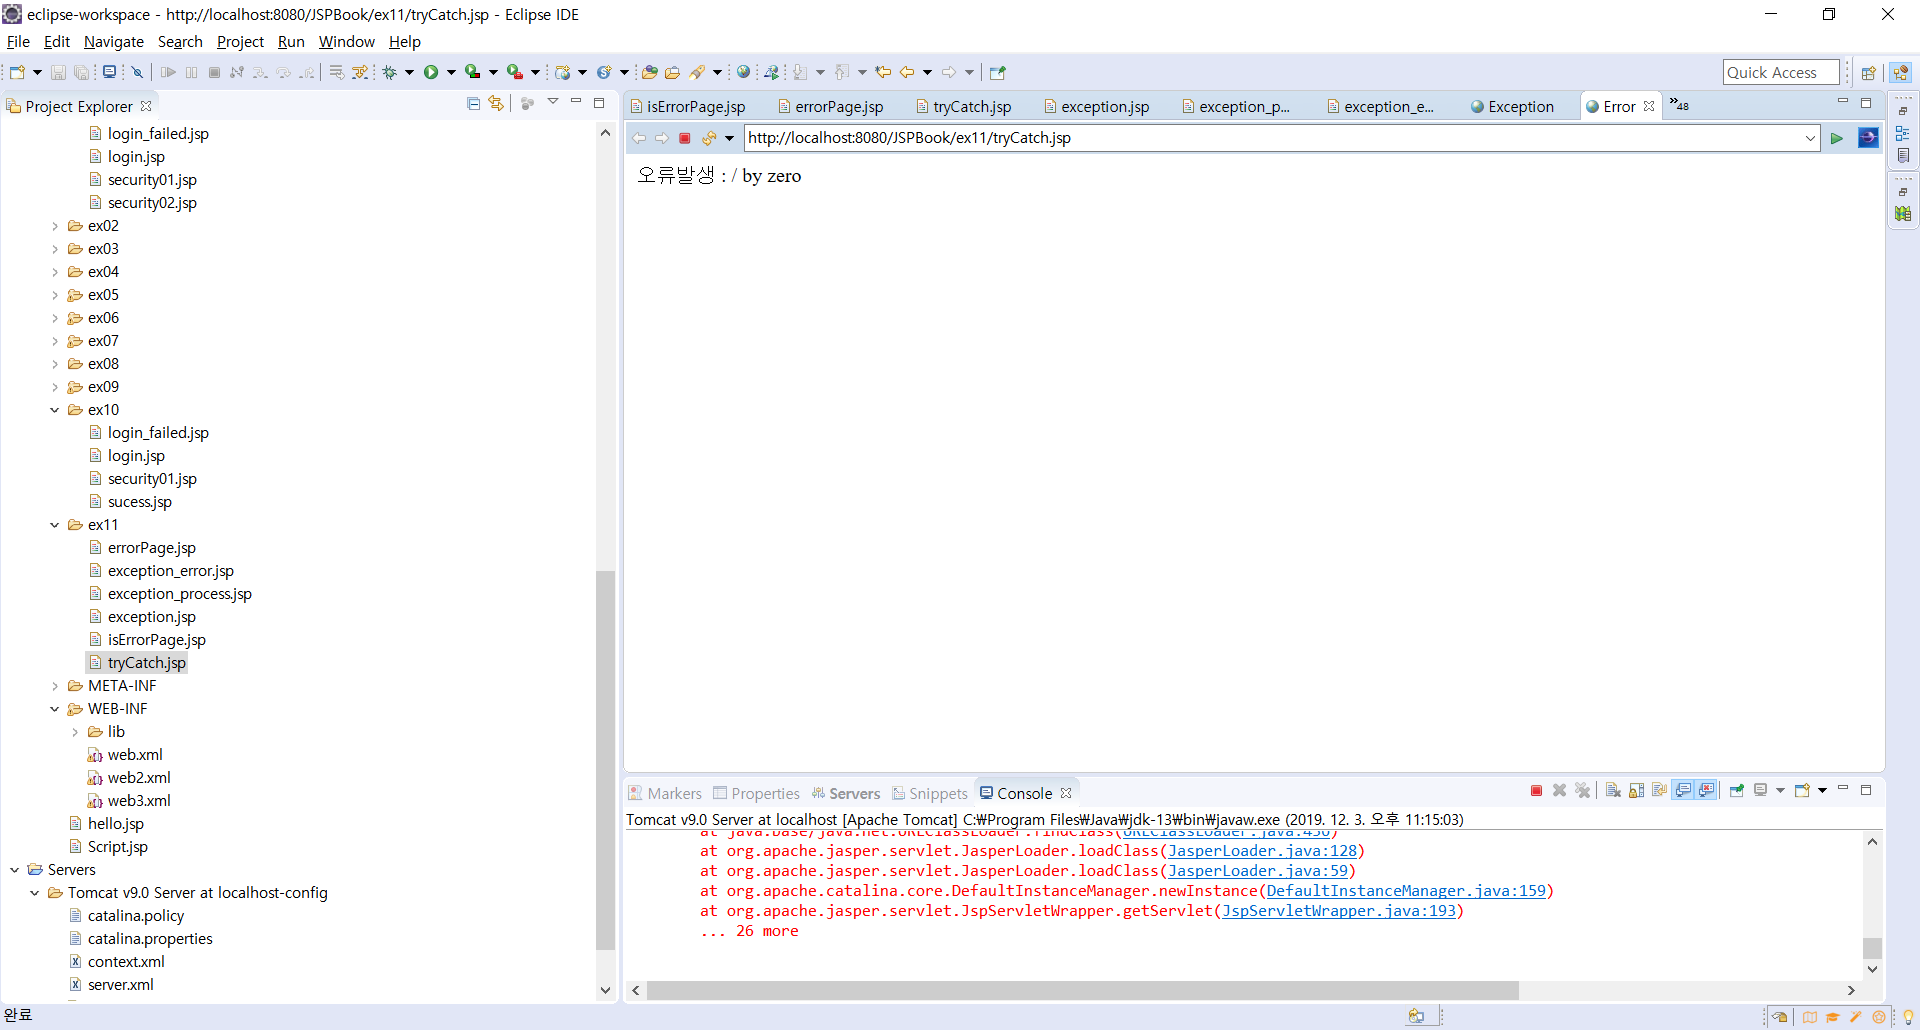 eclipse-workspace - http://localhost:8080/JSPBook/ex11/tryCatch.jsp - Eclipse IDE
File Edit Navigate Search Project Run Window Help
Quick Access
Project Explorer
login_failed.jsp
login.jsp
security01.jsp
security02.jsp
ex02
ex03
ex04
ex05
ex06
ex07
ex08
ex09
ex10
login_failed.jsp
login.jsp
security01.jsp
sucess.jsp
ex11
errorPage.jsp
exception_error.jsp
exception_process.jsp
exception.jsp
isErrorPage.jsp
tryCatch.jsp
META-INF
WEB-INF
lib
web.xml
web2.xml
web3.xml
hello.jsp
Script.jsp
Servers
Tomcat v9.0 Server at localhost-config
catalina.policy
catalina.properties
context.xml
server.xml
isErrorPage.jsp errorPage.jsp tryCatch.jsp exception.jsp exception_p... exception_e... Exception Error »48
http://localhost:8080/JSPBook/ex11/tryCatch.jsp
오류발생 : / by zero
Markers Properties Servers Snippets Console
Tomcat v9.0 Server at localhost [Apache Tomcat] C:₩Program Files₩Java₩jdk-13₩bin₩javaw.exe (2019. 12. 3. 오후 11:15:03)
at java.base/java.net.URLClassLoader.findClass(URLClassLoader.java:436)
at org.apache.jasper.servlet.JasperLoader.loadClass(JasperLoader.java:128)
at org.apache.jasper.servlet.JasperLoader.loadClass(JasperLoader.java:59)
at org.apache.catalina.core.DefaultInstanceManager.newInstance(DefaultInstanceManager.java:159)
at org.apache.jasper.servlet.JspServletWrapper.getServlet(JspServletWrapper.java:193)
... 26 more
완료